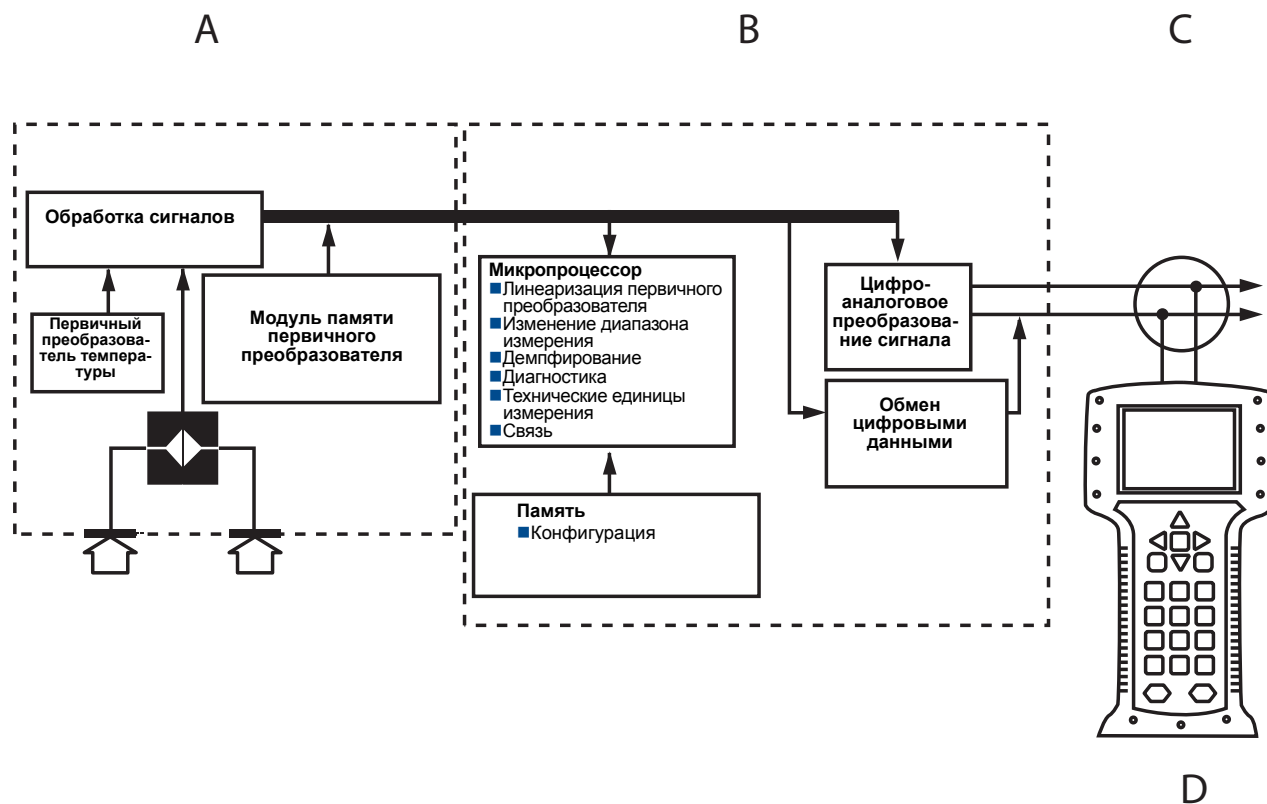 A
B
C
Обработка сигналов
Первичный
преобразова-
тель темпера-
туры
Модуль памяти
первичного
преобразователя
Микропроцессор
Линеаризация первичного
преобразователя
Изменение диапазона
измерения
Демпфирование
Диагностика
Технические единицы
измерения
Связь
Память
Конфигурация
Цифро-
аналоговое
преобразова-
ние сигнала
Обмен
цифровыми
данными
D